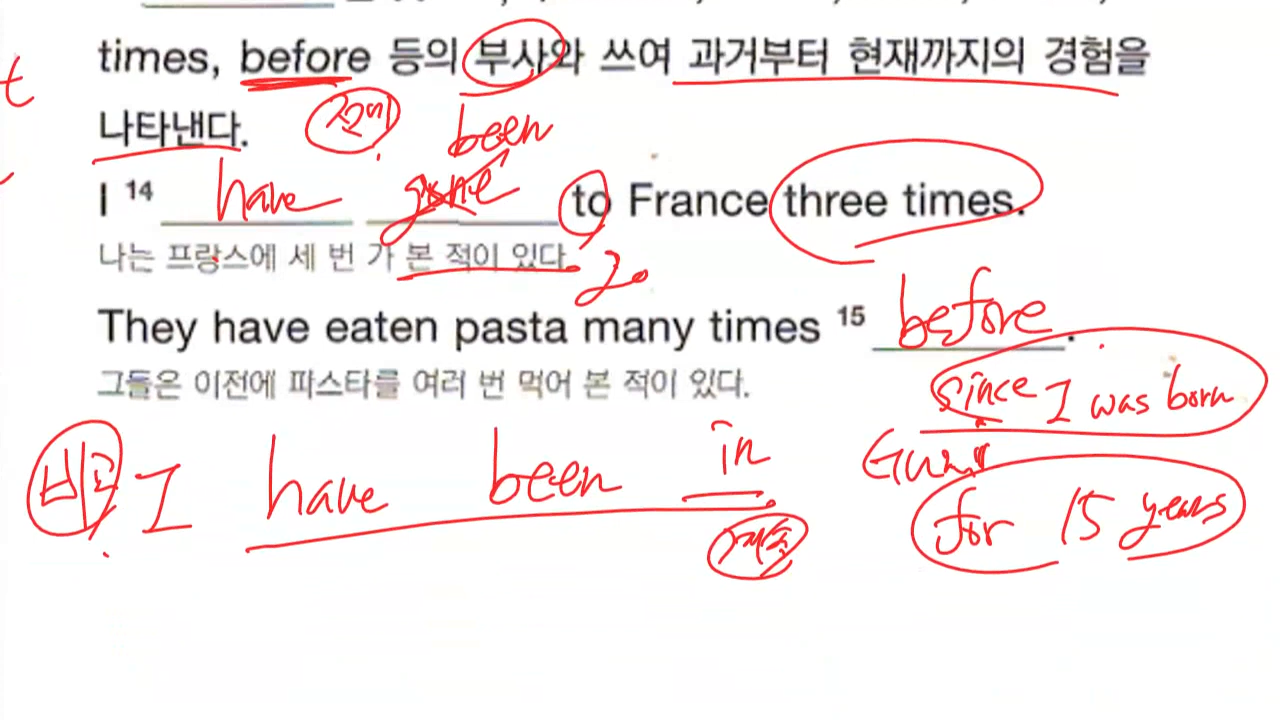 times, before 등의 부사와 쓰여 과거부터 현재까지의 경험을
나타낸다. 전에 been
I 14 have gone to France three times.
나는 프랑스에 세 번 가 본 적이 있다.
They have eaten pasta many times 15 before.
그들은 이전에 파스타를 여러 번 먹어 본 적이 있다.
since I was born
비교 I have been in
계속 for 15 years